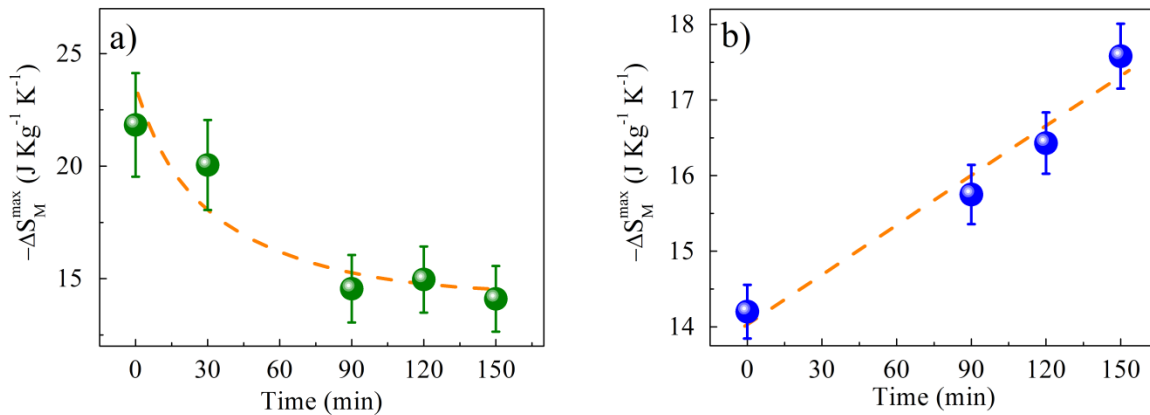 a)
−ΔS_M^max (J Kg⁻¹ K⁻¹)
25
20
15
0 30 60 90 120 150
Time (min)
b)
−ΔS_M^max (J Kg⁻¹ K⁻¹)
18
17
16
15
14
0 30 60 90 120 150
Time (min)